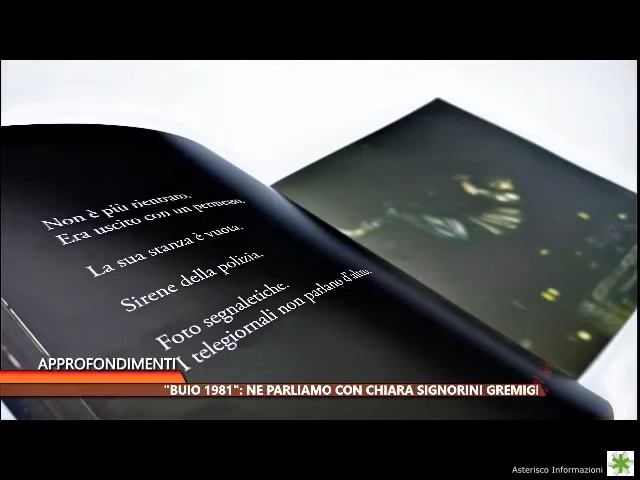 Non è più rientrato,
Era uscito con un permesso.
La sua stanza è vuota.
Sirene della polizia.
Foto segnaletiche.
I telegiornali non parlano d'altro.
APPROFONDIMENTI
"BUIO 1981": NE PARLIAMO CON CHIARA SIGNORINI GREMIGI
Asterisco Informazioni